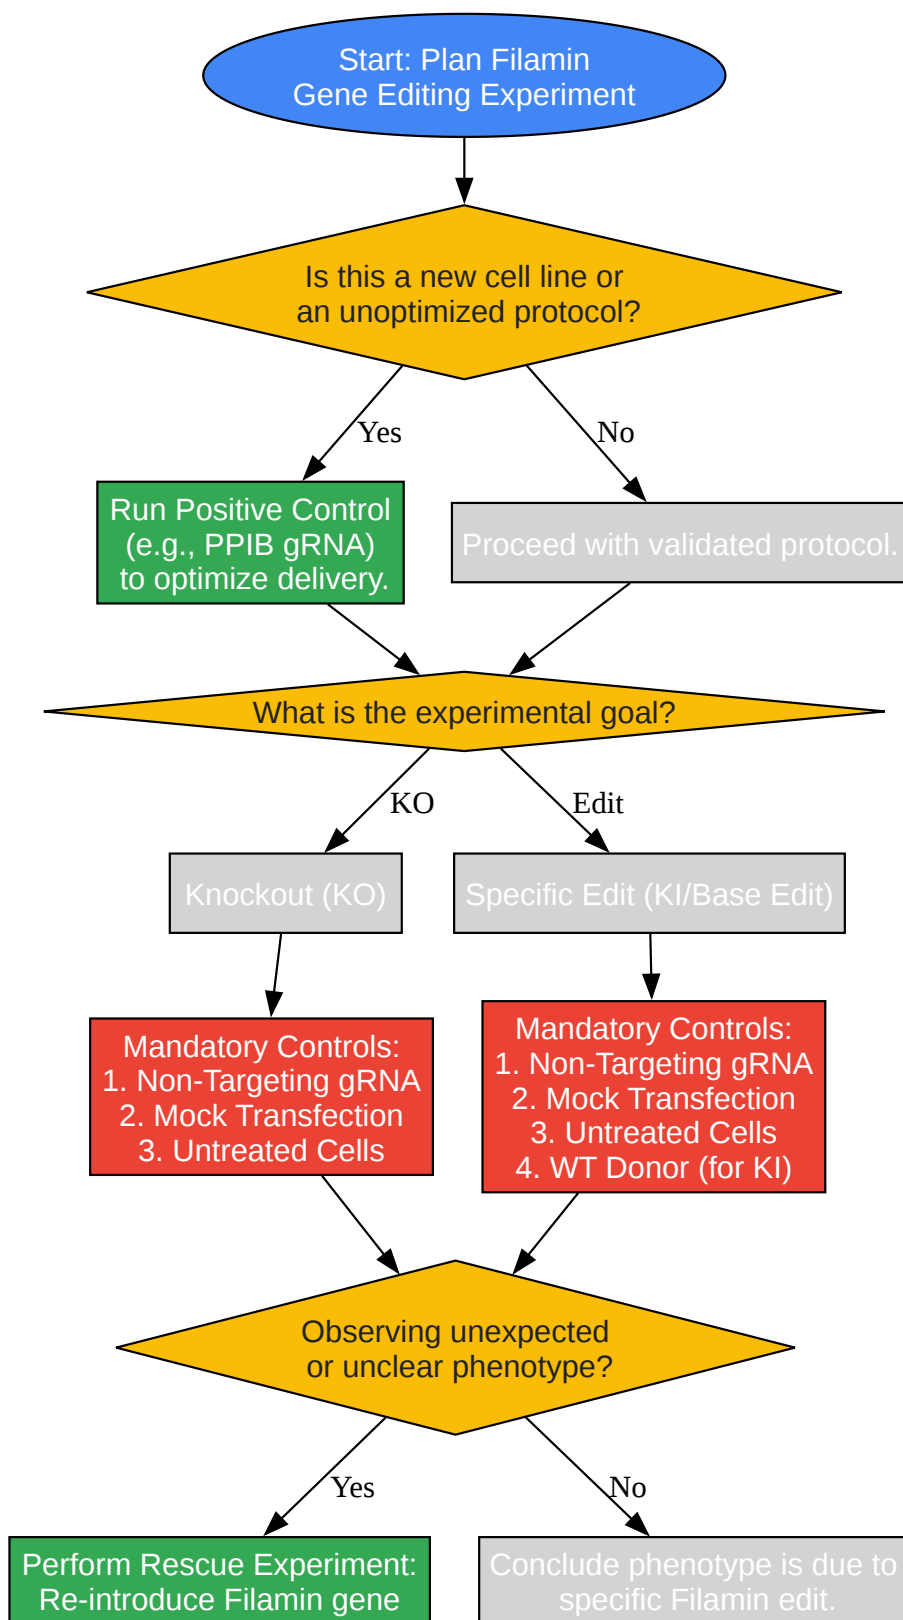 Start: Plan Filamin
Gene Editing Experiment
Is this a new cell line or
an unoptimized protocol?
Yes
No
Run Positive Control
(e.g., PPIB gRNA)
to optimize delivery.
Proceed with validated protocol.
What is the experimental goal?
KO
Edit
Knockout (KO)
Specific Edit (KI/Base Edit)
Mandatory Controls:
1. Non-Targeting gRNA
2. Mock Transfection
3. Untreated Cells
Mandatory Controls:
1. Non-Targeting gRNA
2. Mock Transfection
3. Untreated Cells
4. WT Donor (for KI)
Observing unexpected
or unclear phenotype?
Yes
No
Perform Rescue Experiment:
Re-introduce Filamin gene
Conclude phenotype is due to
specific Filamin edit.